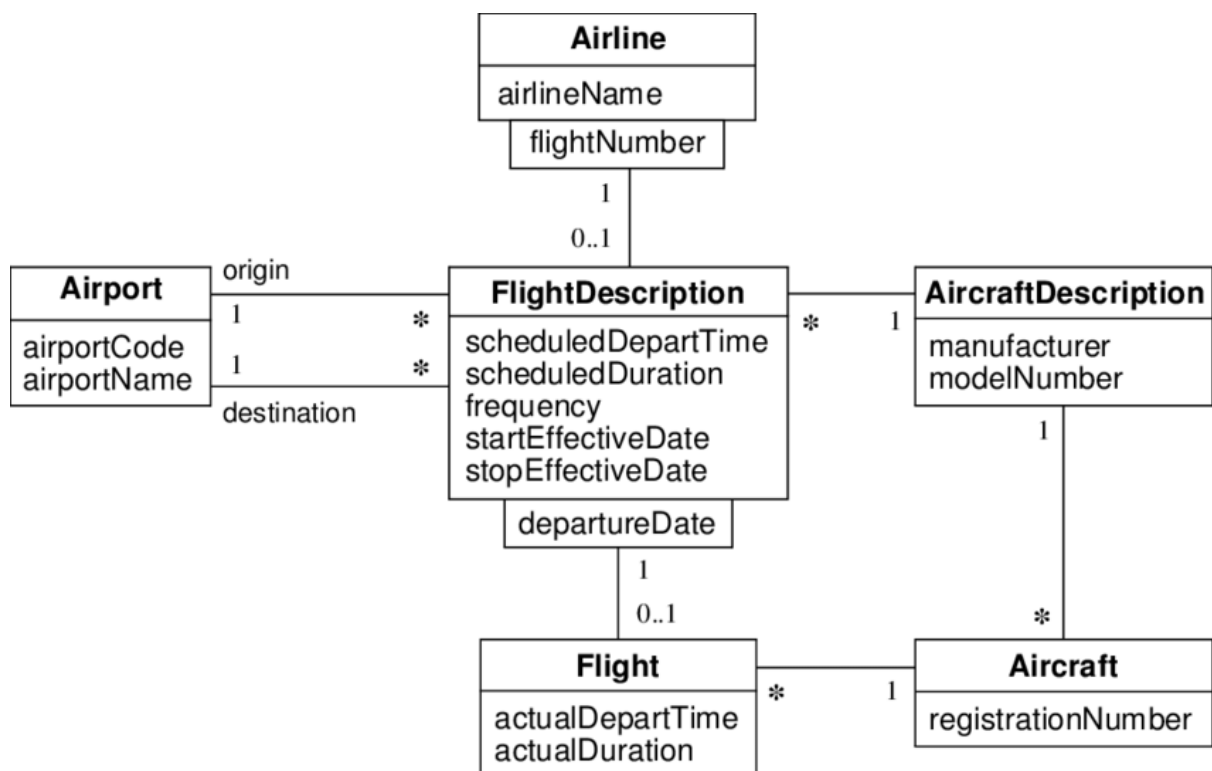 Airline
airlineName
flightNumber
1
0..1
origin
Airport
airportCode
airportName
1
*
1
*
destination
FlightDescription
scheduledDepartTime
scheduledDuration
frequency
startEffectiveDate
stopEffectiveDate
departureDate
*
1
AircraftDescription
manufacturer
modelNumber
1
*
1
0..1
Flight
actualDepartTime
actualDuration
*
1
Aircraft
registrationNumber